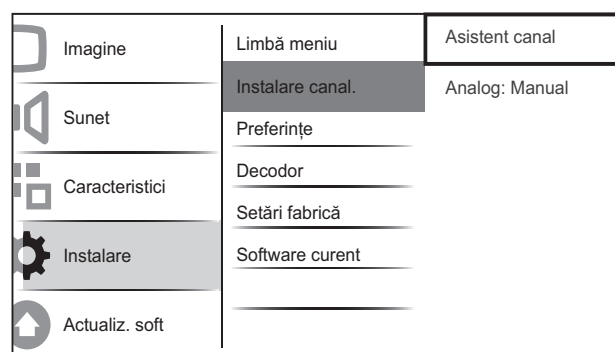 Imagine
Sunet
Caracteristici
Instalare
Actualiz. soft
Limbă meniu
Instalare canal.
Preferințe
Decodor
Setări fabrică
Software curent
Asistent canal
Analog: Manual